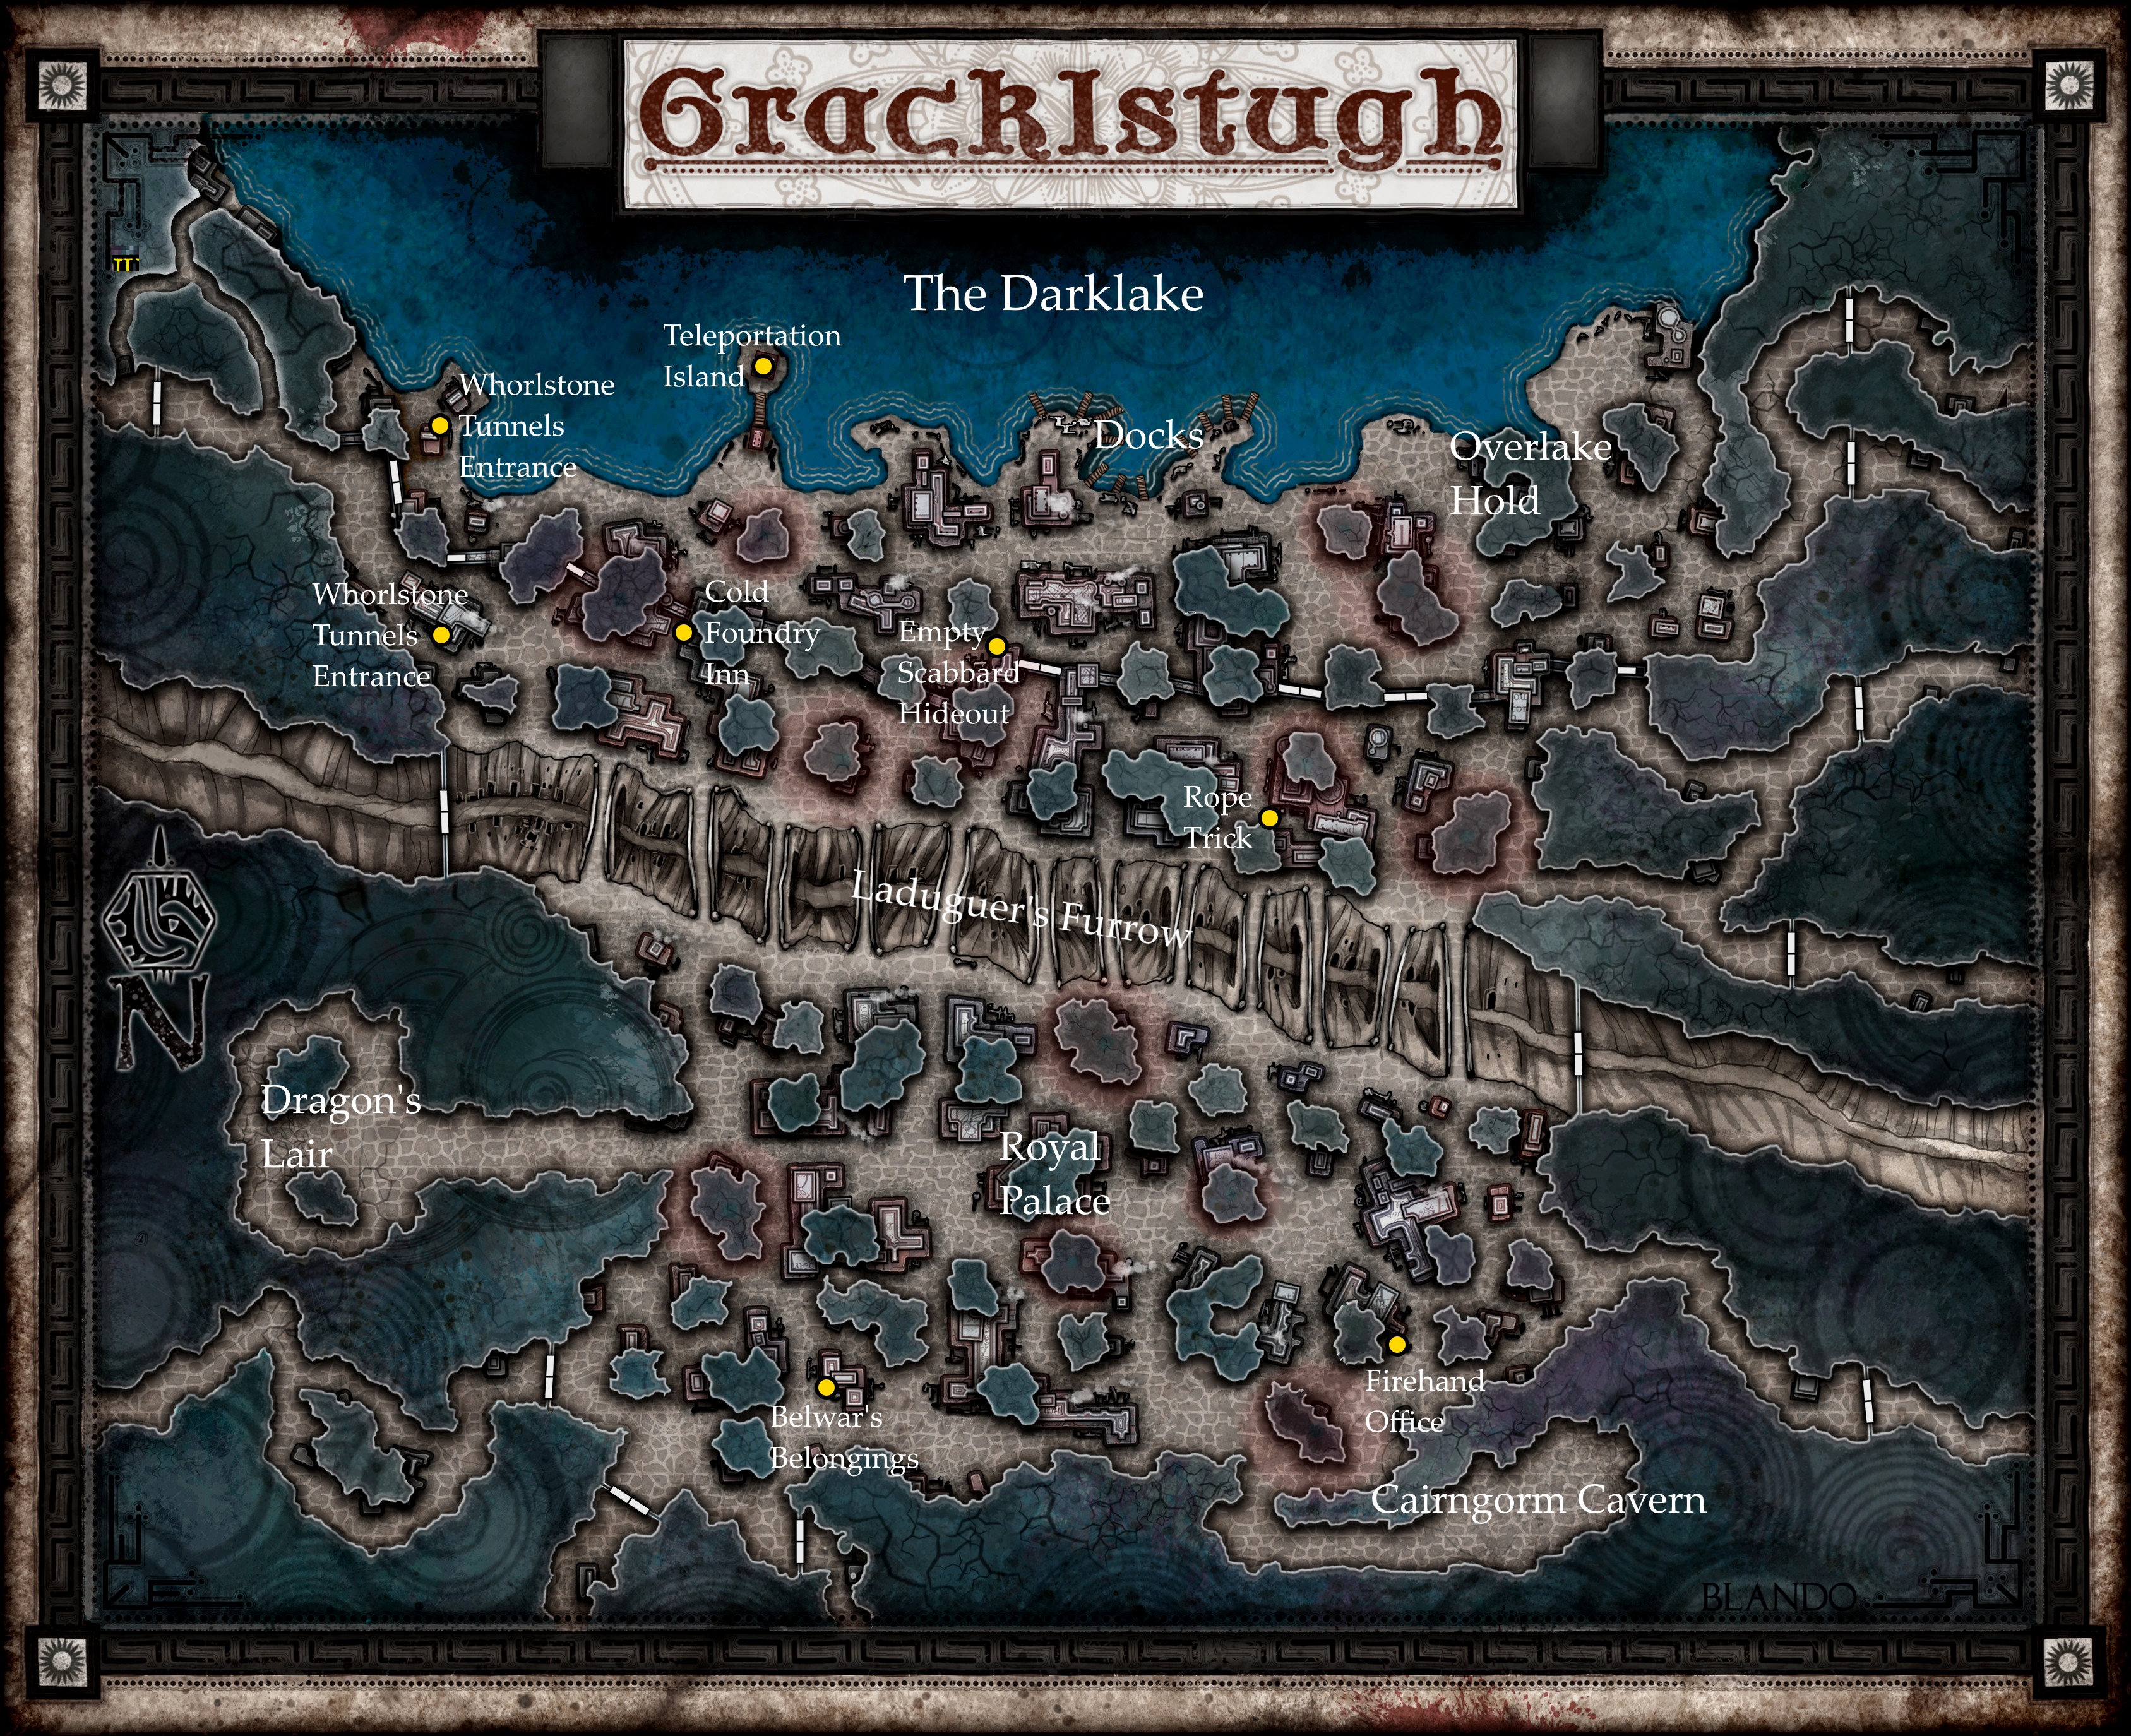 Gracklstugh
The Darklake
Teleportation
Island
Whorlstone
Tunnels
Entrance
Docks
Overlake
Hold
Whorlstone
Tunnels
Entrance
Cold
Foundry
Inn
Empty
Scabbard
Hideout
Rope
Trick
Laduguer's Furrow
N
Dragon's
Lair
Royal
Palace
Firehand
Office
Belwar's
Belongings
Cairngorm Cavern
BLANDO